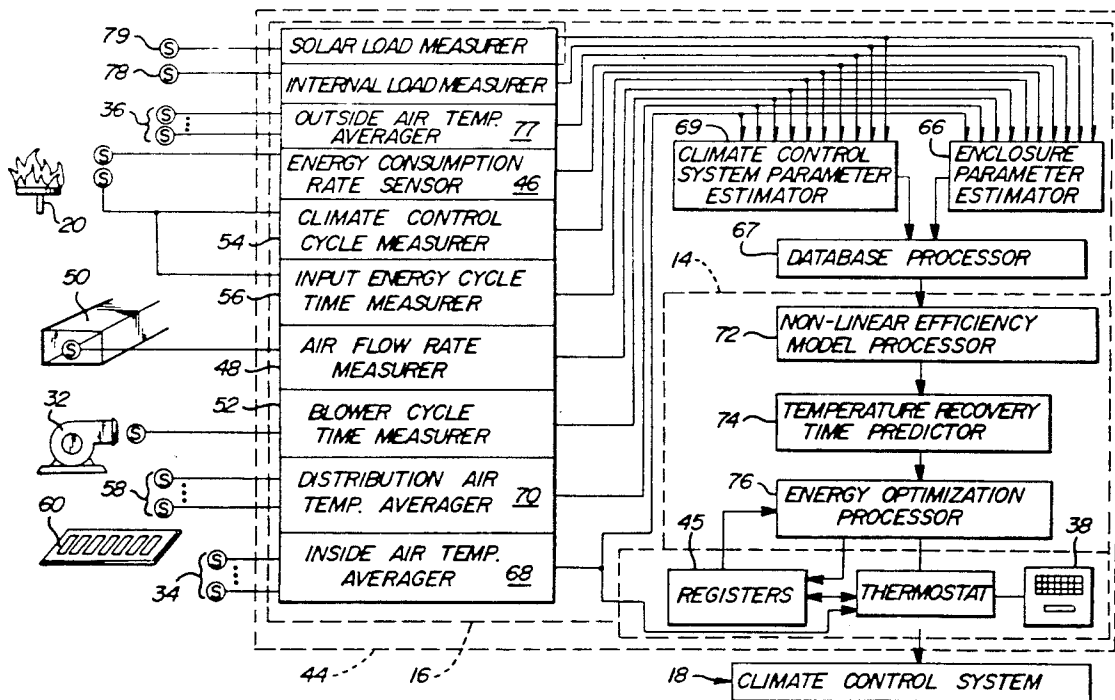 79
S
SOLAR LOAD MEASURER
78
S
INTERNAL LOAD MEASURER
36
S
S
OUTSIDE AIR TEMP.
AVERAGER 77
S
S
ENERGY CONSUMPTION
RATE SENSOR 46
20
CLIMATE CONTROL
CYCLE MEASURER
54
INPUT ENERGY CYCLE
TIME MEASURER
56
50
S
AIR FLOW RATE
MEASURER
48
52
32
S
BLOWER CYCLE
TIME MEASURER
58
S
S
DISTRIBUTION AIR
TEMP. AVERAGER 70
60
34
S
S
INSIDE AIR TEMP.
AVERAGER 68
44
16
69
CLIMATE CONTROL
SYSTEM PARAMETER
ESTIMATOR
66
ENCLOSURE
PARAMETER
ESTIMATOR
67
DATABASE PROCESSOR
14
72
NON-LINEAR EFFICIENCY
MODEL PROCESSOR
74
TEMPERATURE RECOVERY
TIME PREDICTOR
76
ENERGY OPTIMIZATION
PROCESSOR
45
REGISTERS
THERMOSTAT
38
18
CLIMATE CONTROL SYSTEM